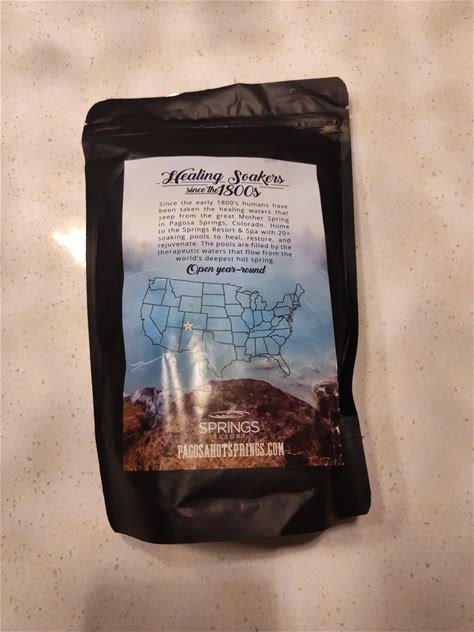 Healing Soakers
since the 1800s
Since the early 1800's humans have
been taken the healing waters that
seep from the great Mother Spring
in Pagosa Springs, Colorado. Home
to the Springs Resort & Spa with 20+
soaking pools to heal, restore, and
rejuvenate. The pools are filled by the
therapeutic waters that flow from the
world's deepest hot spring.
Open year-round
SPRINGS
RESORT
PAGOSAHOTSPRINGS.COM